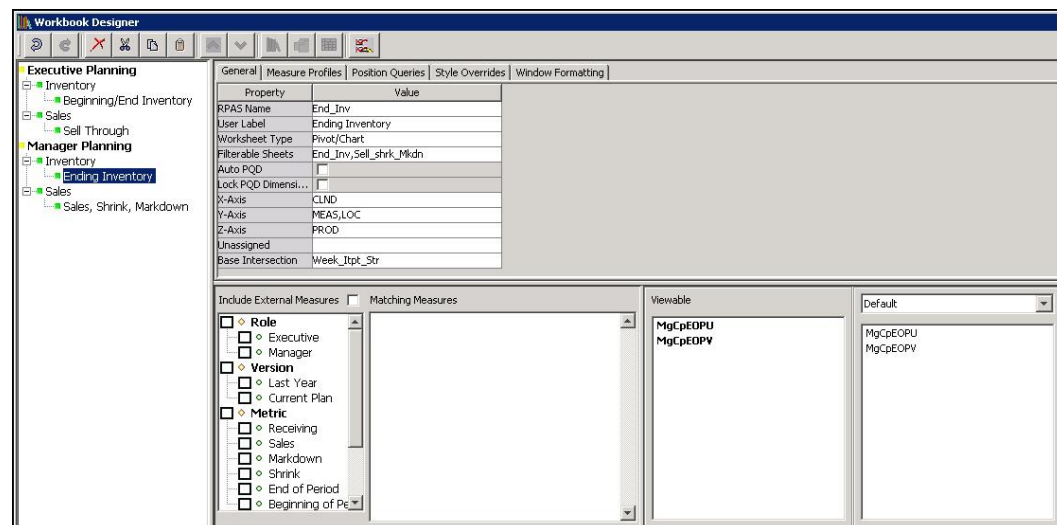 Workbook Designer
Executive Planning
Inventory
Beginning/End Inventory
Sales
Sell Through
Manager Planning
Inventory
Ending Inventory
Sales
Sales, Shrink, Markdown
General Measure Profiles Position Queries Style Overrides Window Formatting
Property Value
RPAS Name End_Inv
User Label Ending Inventory
Worksheet Type Pivot/Chart
Filterable Sheets End_Inv,Sell_shrk_Mkdn
Auto PQD
Lock PQD Dimensi...
X-Axis CLND
Y-Axis MEAS,LOC
Z-Axis PROD
Unassigned
Base Intersection Week_Itpt_Str
Include External Measures Matching Measures
Role
Executive
Manager
Version
Last Year
Current Plan
Metric
Receiving
Sales
Markdown
Shrink
End of Period
Beginning of Pe
Viewable
MgCpEOPU
MgCpEOPV
Default
MgCpEOPU
MgCpEOPV